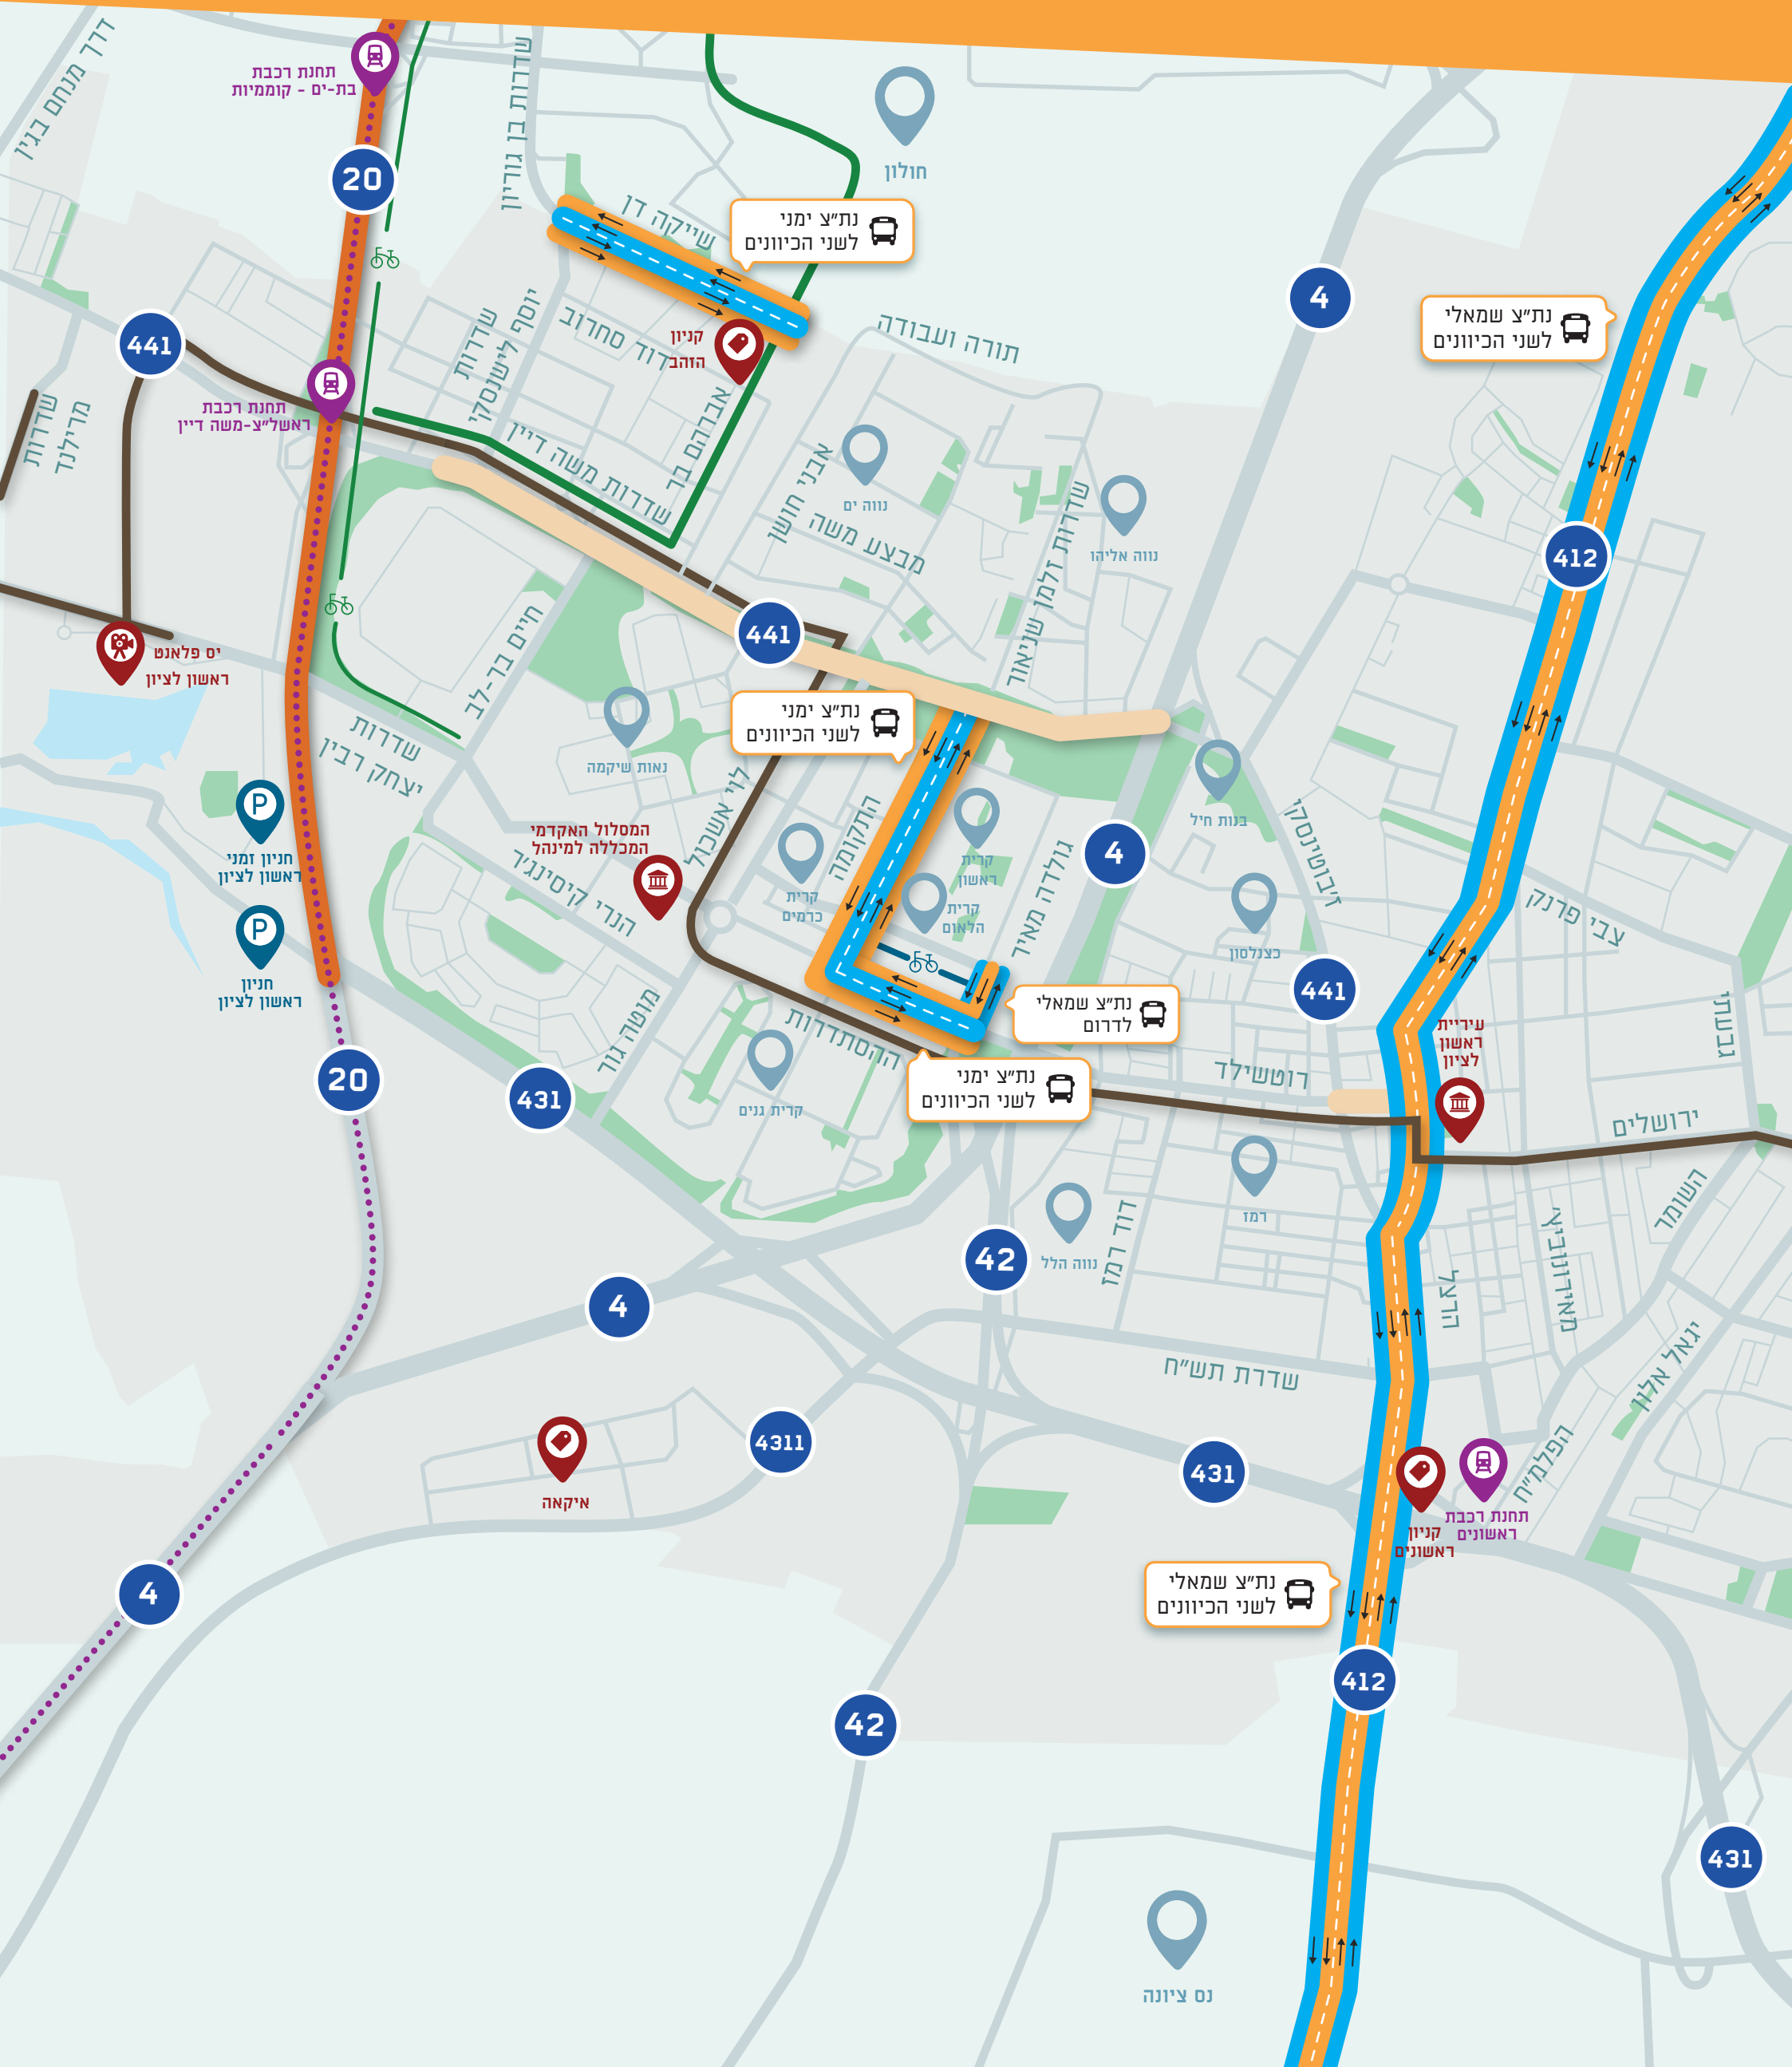 דרך מנחם בגין
תחנת רכבת
בת-ים - קוממיות
20
שדרות בן גוריון
חולון
שייקה דן
נת"צ ימני
לשני הכיוונים
4
נת"צ שמאלי
לשני הכיוונים
441
שדרות
יוסף לישנסקי
דוד סחרוב
קניון
הזהב
תורה ועבודה
תחנת רכבת
ראשל"צ-משה דיין
שדרות
מרילנד
שדרות משה דיין
אברהם בר
אבני חושן
נווה ים
מבצע משה
שדרות זלמן שניאור
נווה אליהו
412
441
יס פלאנט
ראשון לציון
חיים בר-לב
שדרות
יצחק רבין
נאות שיקמה
נת"צ ימני
לשני הכיוונים
לוי אשכול
התקומה
קרית
ראשון
קרית
הלאום
קרית
כרמים
גולדה מאיר
4
בנות חיל
ז'בוטינסקי
כצנלסון
צבי פרנק
גבעתי
חניון זמני
ראשון לציון
חניון
ראשון לציון
המסלול האקדמי
המכללה למינהל
הנרי קיסינג'ר
מוטה גור
ההסתדרות
קרית גנים
נת"צ שמאלי
לדרום
נת"צ ימני
לשני הכיוונים
441
עיריית
ראשון
לציון
רוטשילד
ירושלים
20
431
רמז
דוד רמז
נווה הלל
42
4
השומר
הרצל
מאירוביץ'
יגאל אלון
שדרת תש"ח
הפלמ"ח
4311
431
איקאה
קניון
ראשונים
תחנת רכבת
ראשונים
נת"צ שמאלי
לשני הכיוונים
4
412
42
431
נס ציונה